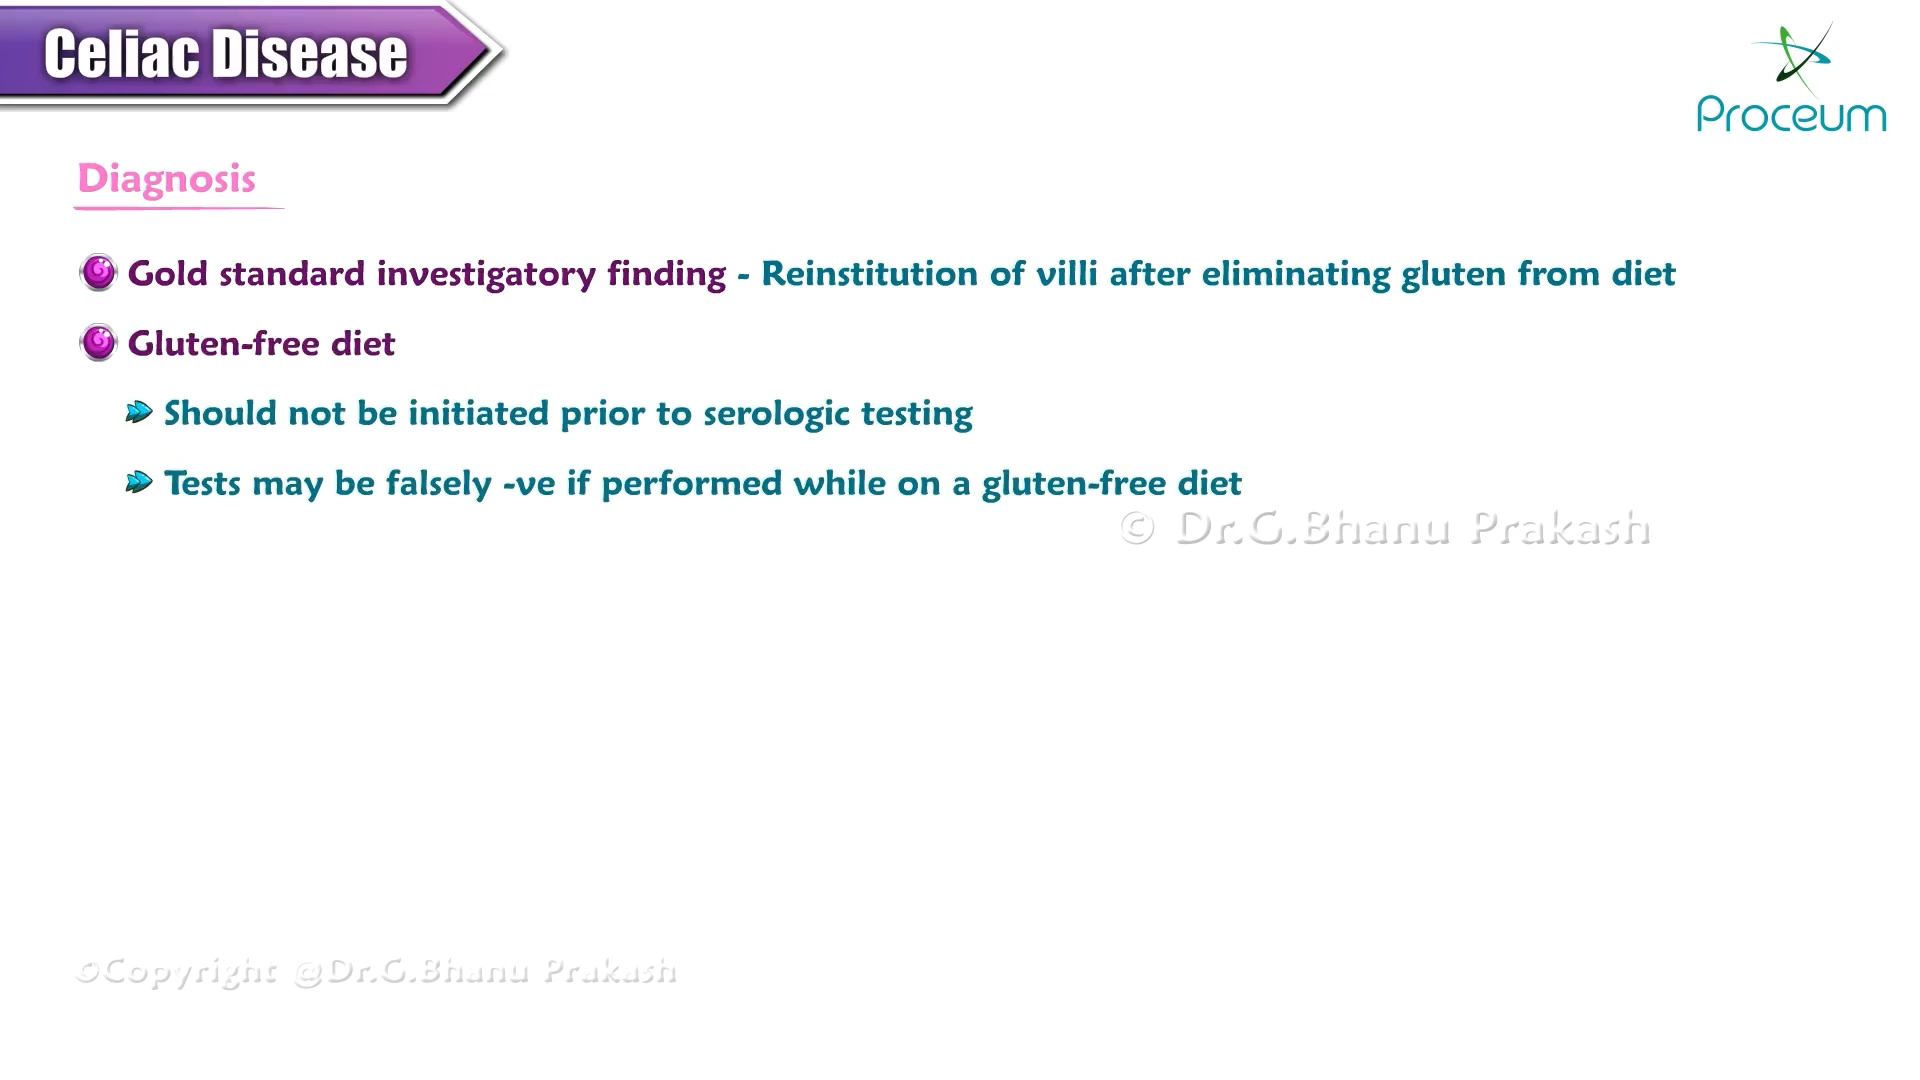 Celiac Disease
Proceum
Diagnosis
Gold standard investigatory finding - Reinstitution of villi after eliminating gluten from diet
Gluten-free diet
Should not be initiated prior to serologic testing
Tests may be falsely -ve if performed while on a gluten-free diet
© Dr.G.Bhanu Prakash
©Copyright @Dr.G.Bhanu Prakash